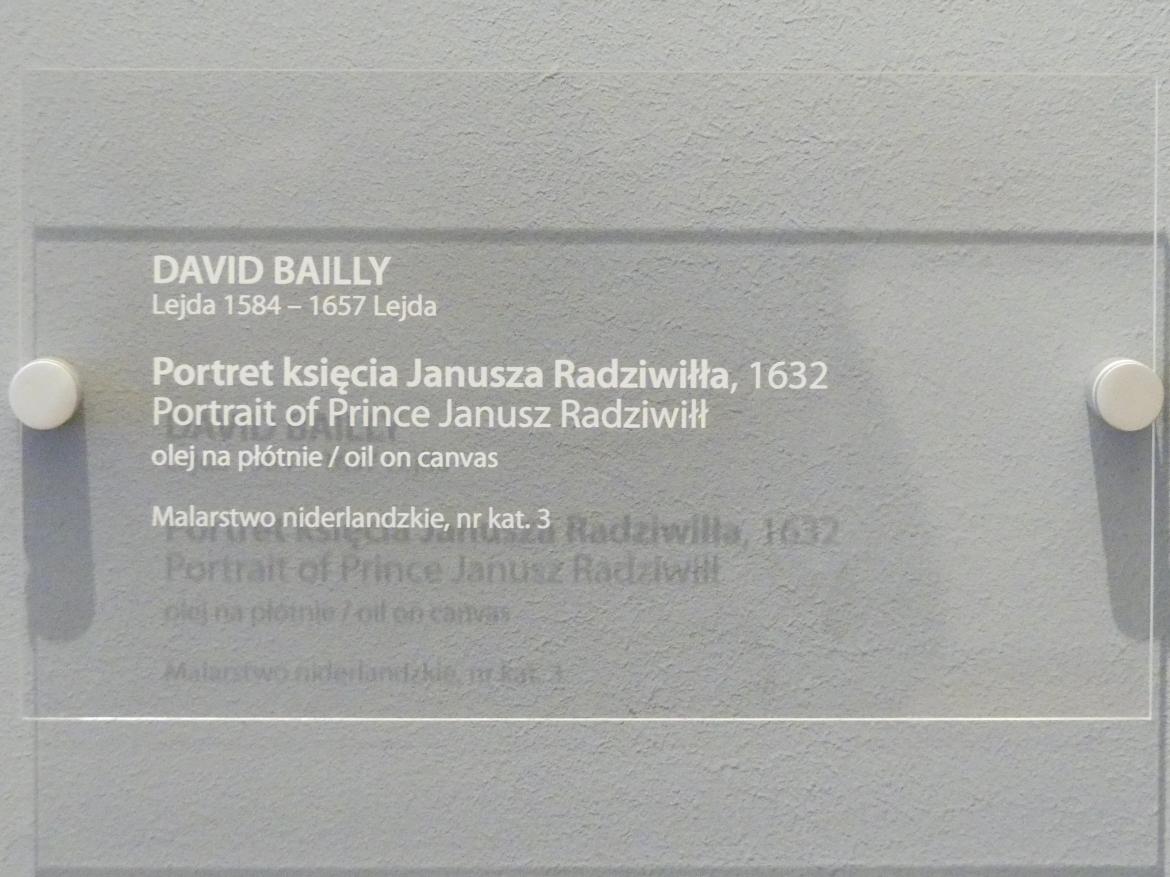 DAVID BAILLY
Lejda 1584 – 1657 Lejda
Portret księcia Janusza Radziwiłła, 1632
Portrait of Prince Janusz Radziwiłł
olej na płótnie / oil on canvas
Malarstwo niderlandzkie, nr kat. 3